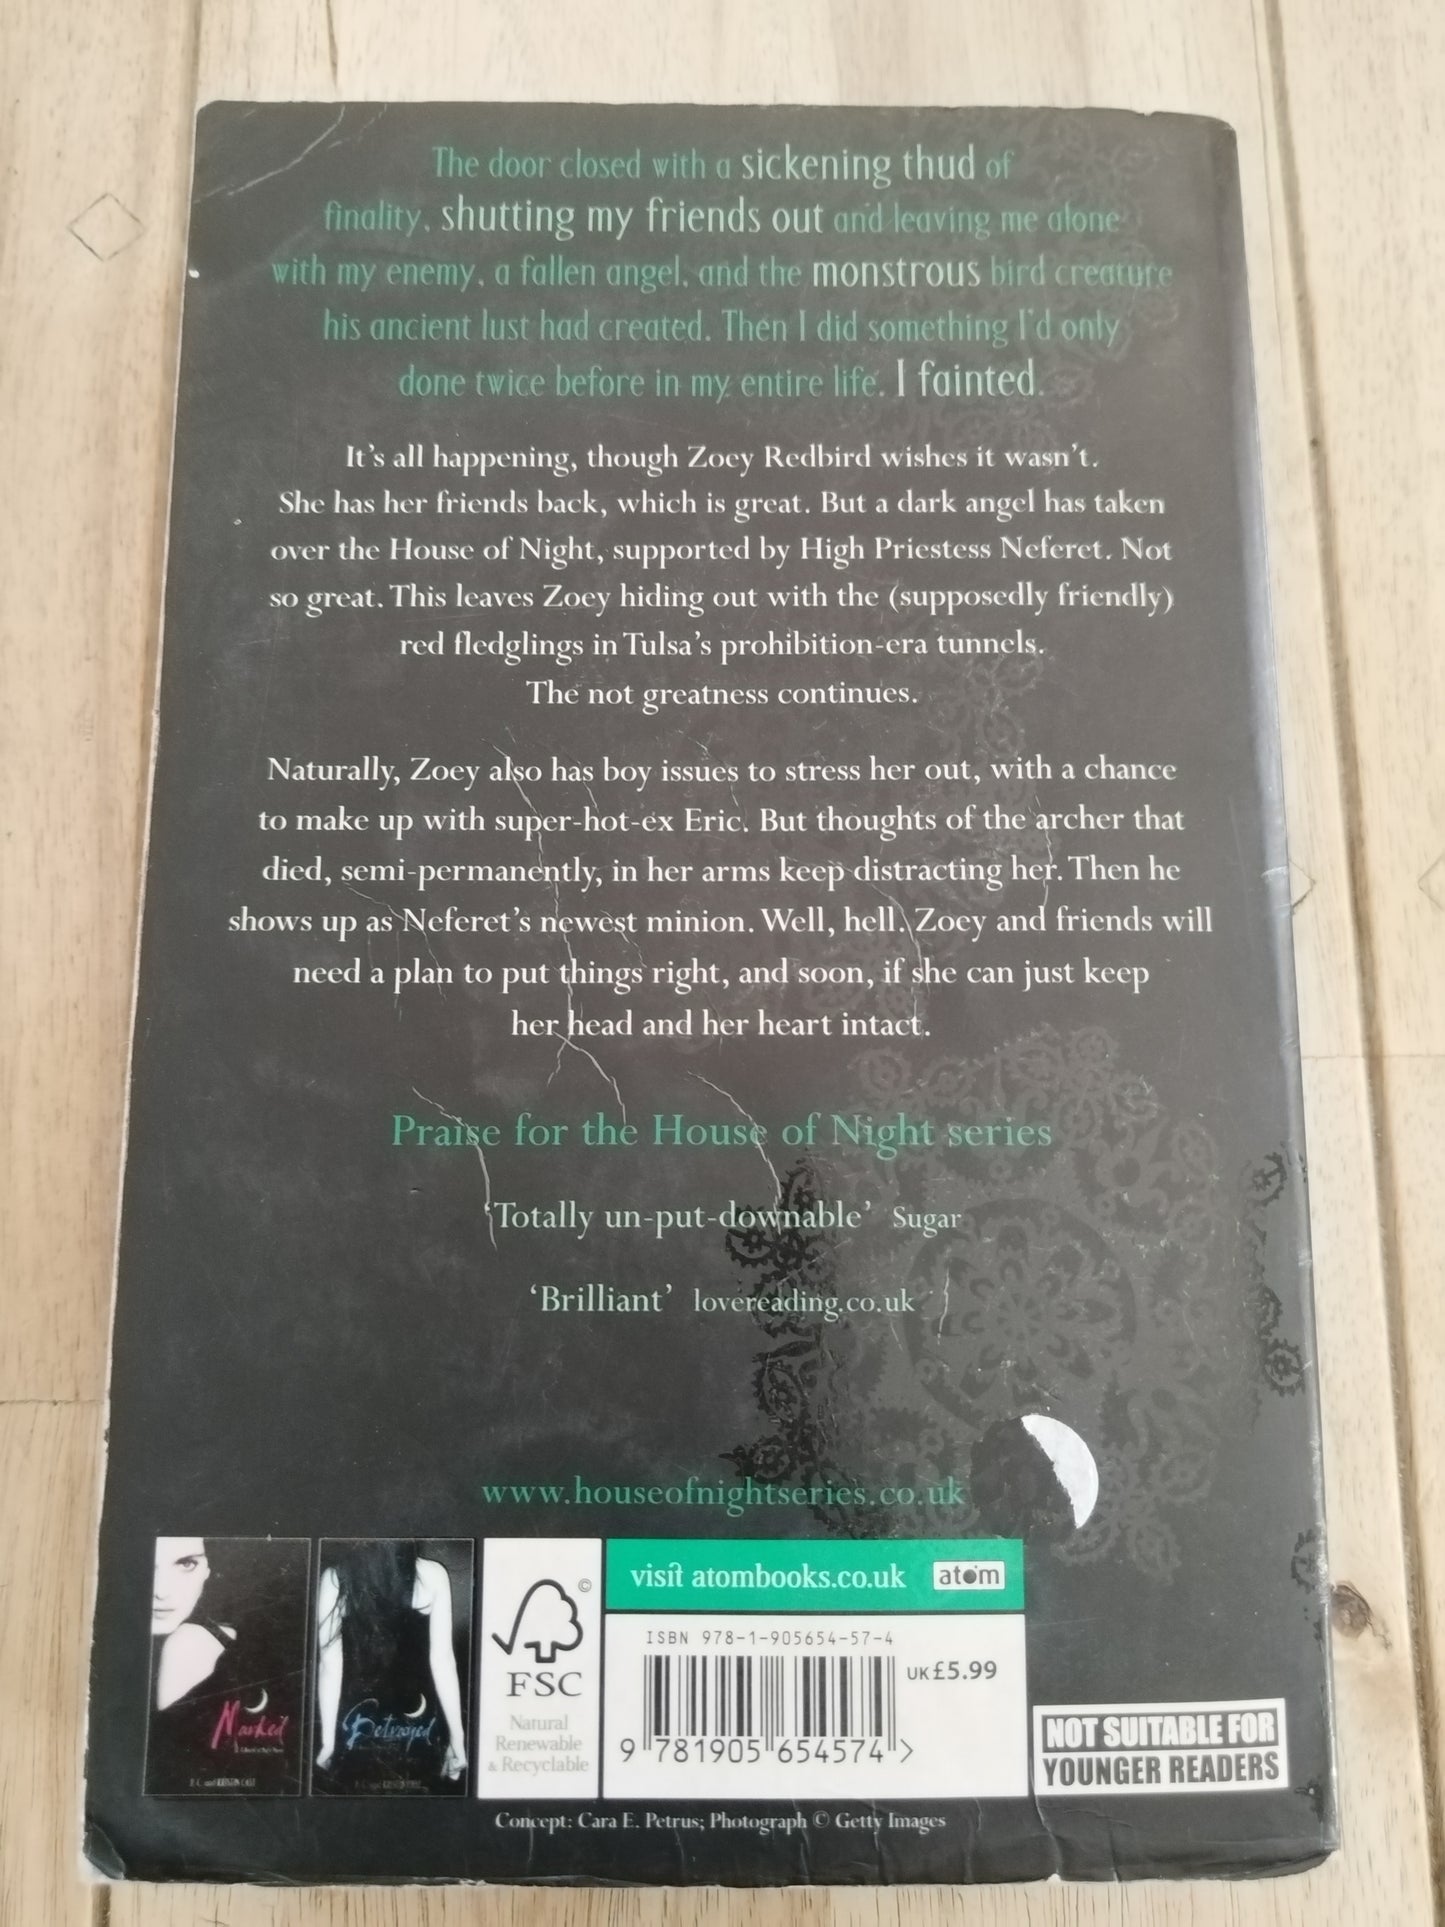 The door closed with a sickening thud of
finality, shutting my friends out and leaving me alone
with my enemy, a fallen angel, and the monstrous bird creature
his ancient lust had created. Then I did something I'd only
done twice before in my entire life. I fainted.
It's all happening, though Zoey Redbird wishes it wasn't.
She has her friends back, which is great. But a dark angel has taken
over the House of Night, supported by High Priestess Neferet. Not
so great. This leaves Zoey hiding out with the (supposedly friendly)
red fledglings in Tulsa's prohibition-era tunnels.
The not greatness continues.
Naturally, Zoey also has boy issues to stress her out, with a chance
to make up with super-hot-ex Eric. But thoughts of the archer that
died, semi-permanently, in her arms keep distracting her. Then he
shows up as Neferet's newest minion. Well, hell. Zoey and friends will
need a plan to put things right, and soon, if she can just keep
her head and her heart intact.
Praise for the House of Night series
'Totally un-put-downable' Sugar
'Brilliant' lovereading.co.uk
www.houseofnightseries.co.uk
Marked
P. C. and KRISTIN CAST
Betrayed
P. C. and KRISTIN CAST
©
FSC
Natural
Renewable
& Recyclable
visit atombooks.co.uk atom
ISBN 978-1-905654-57-4
UK £5.99
9 781905 654574 >
NOT SUITABLE FOR
YOUNGER READERS
Concept: Cara E. Petrus; Photograph © Getty Images